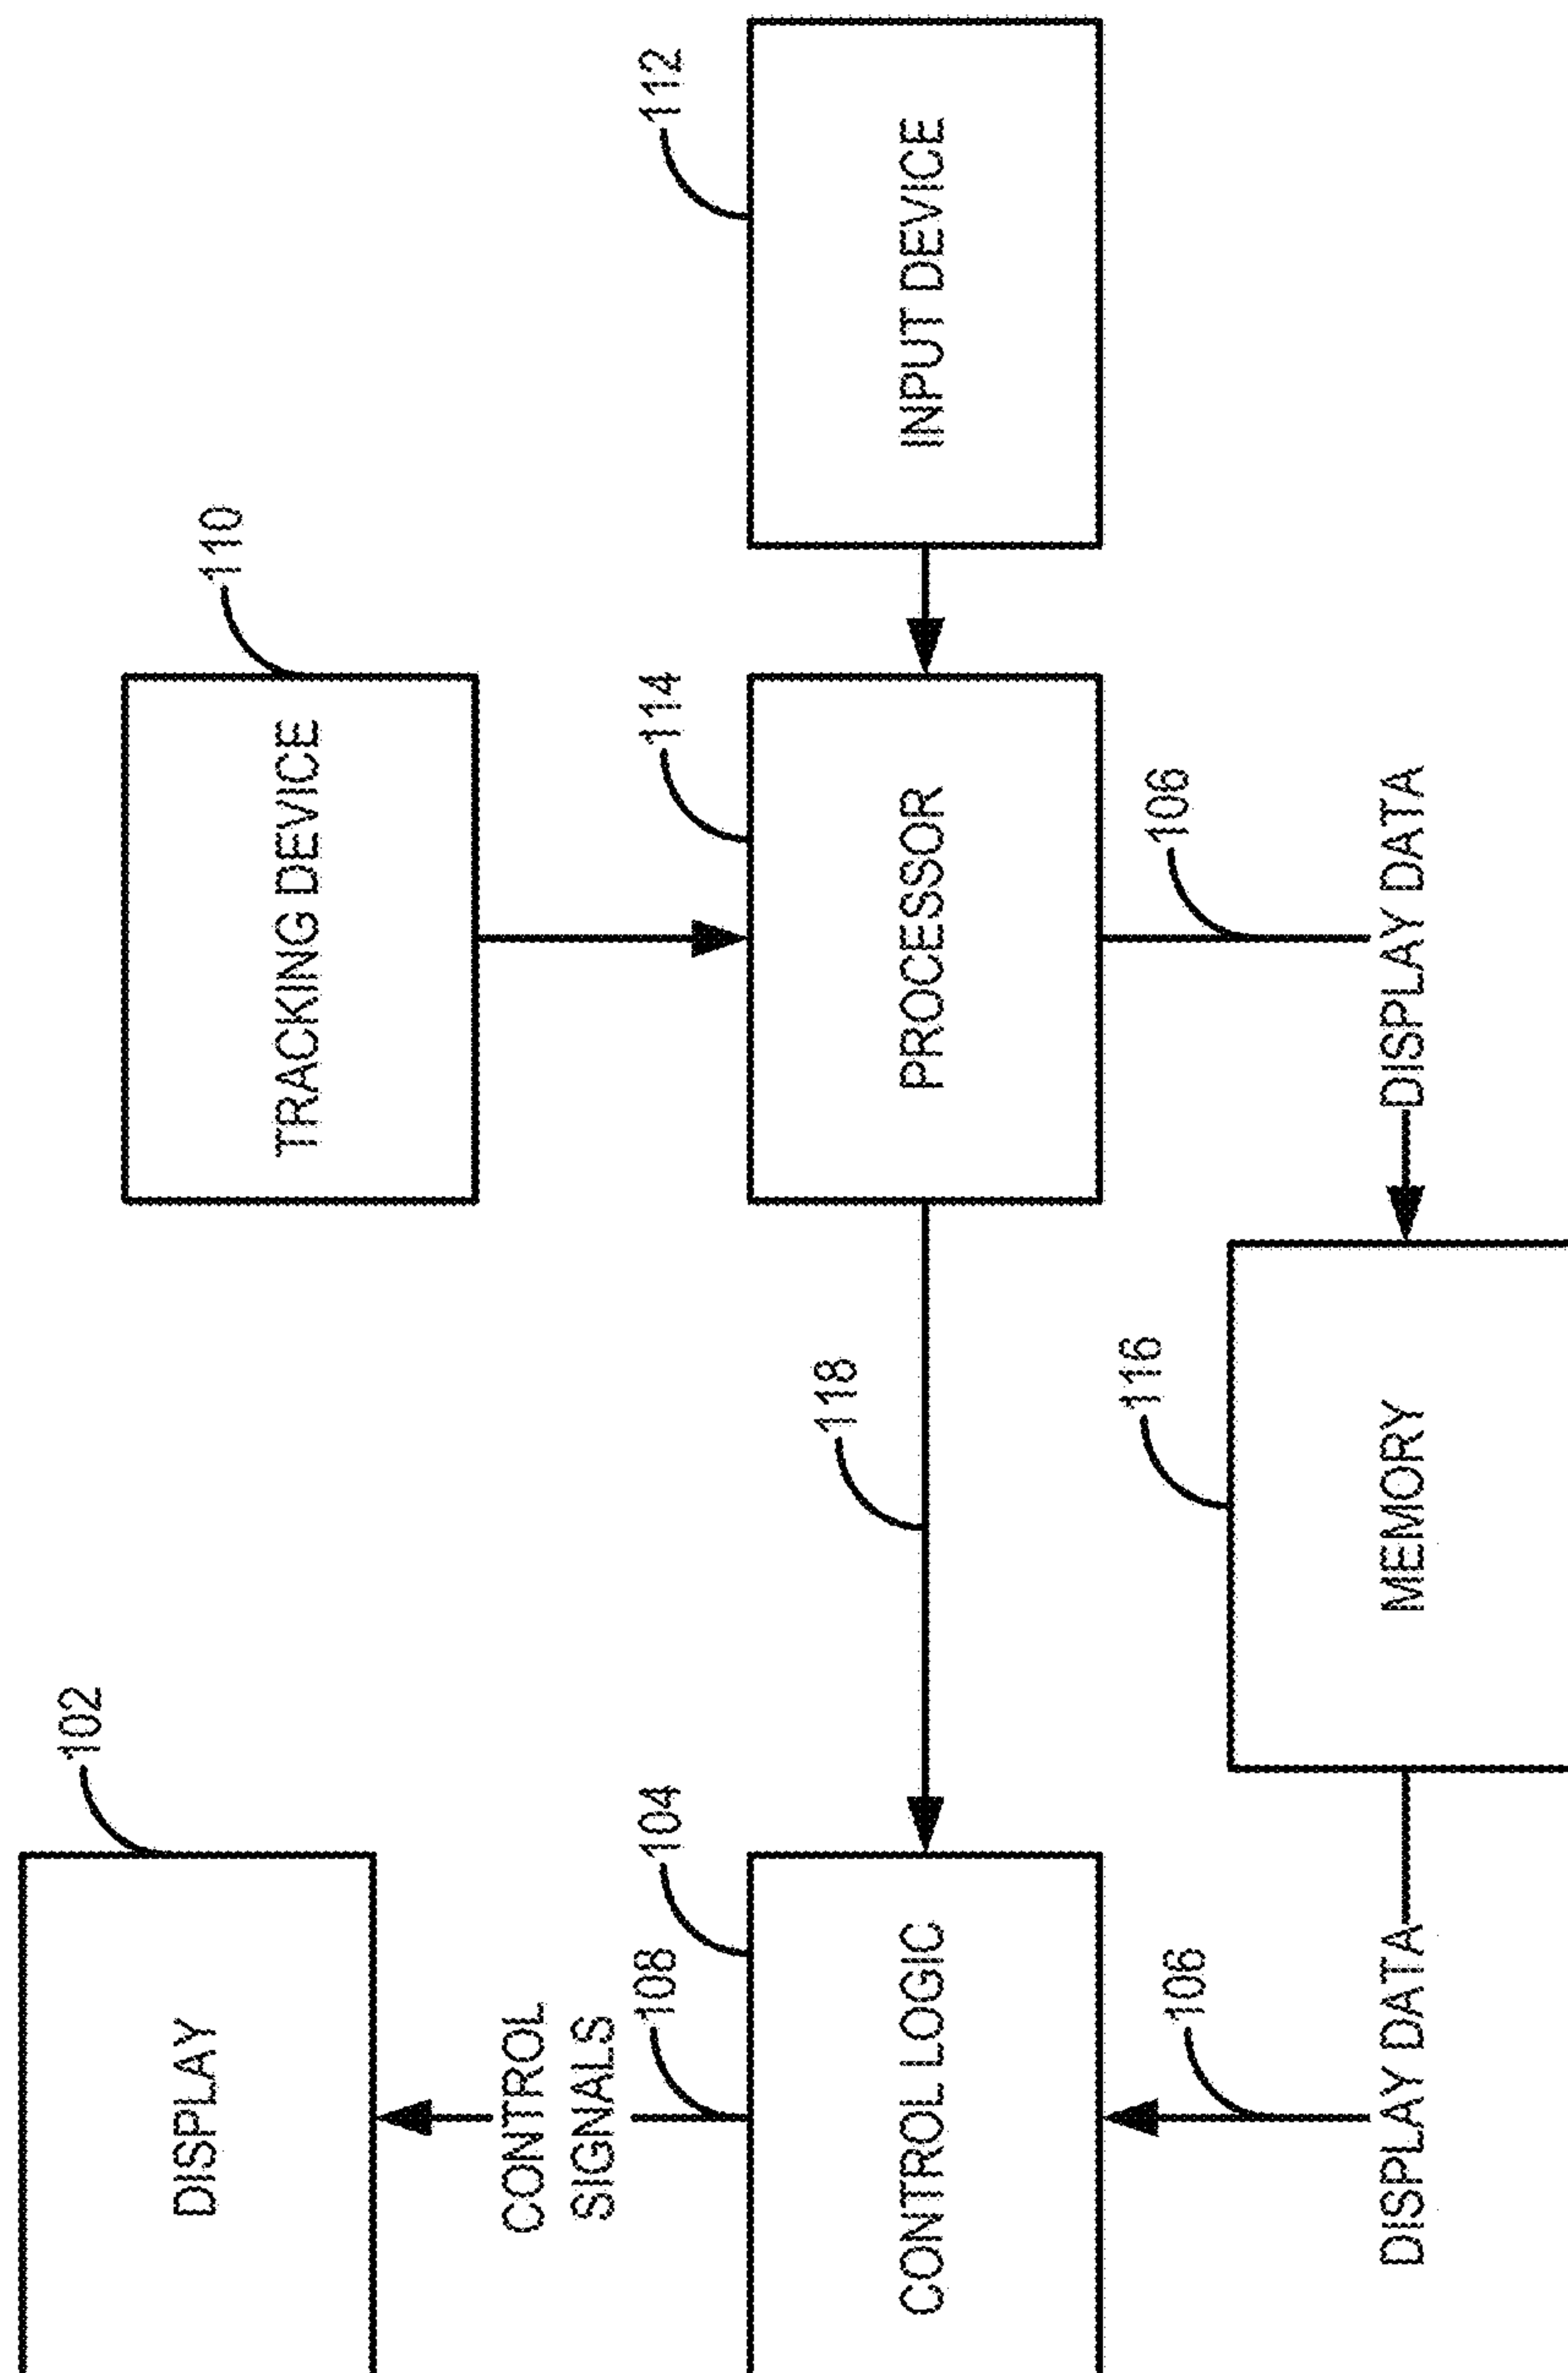 102
DISPLAY
110
TRACKING DEVICE
CONTROL
SIGNALS
108
104
114
112
118
CONTROL LOGIC
PROCESSOR
INPUT DEVICE
106
116
106
DISPLAY DATA
MEMORY
DISPLAY DATA